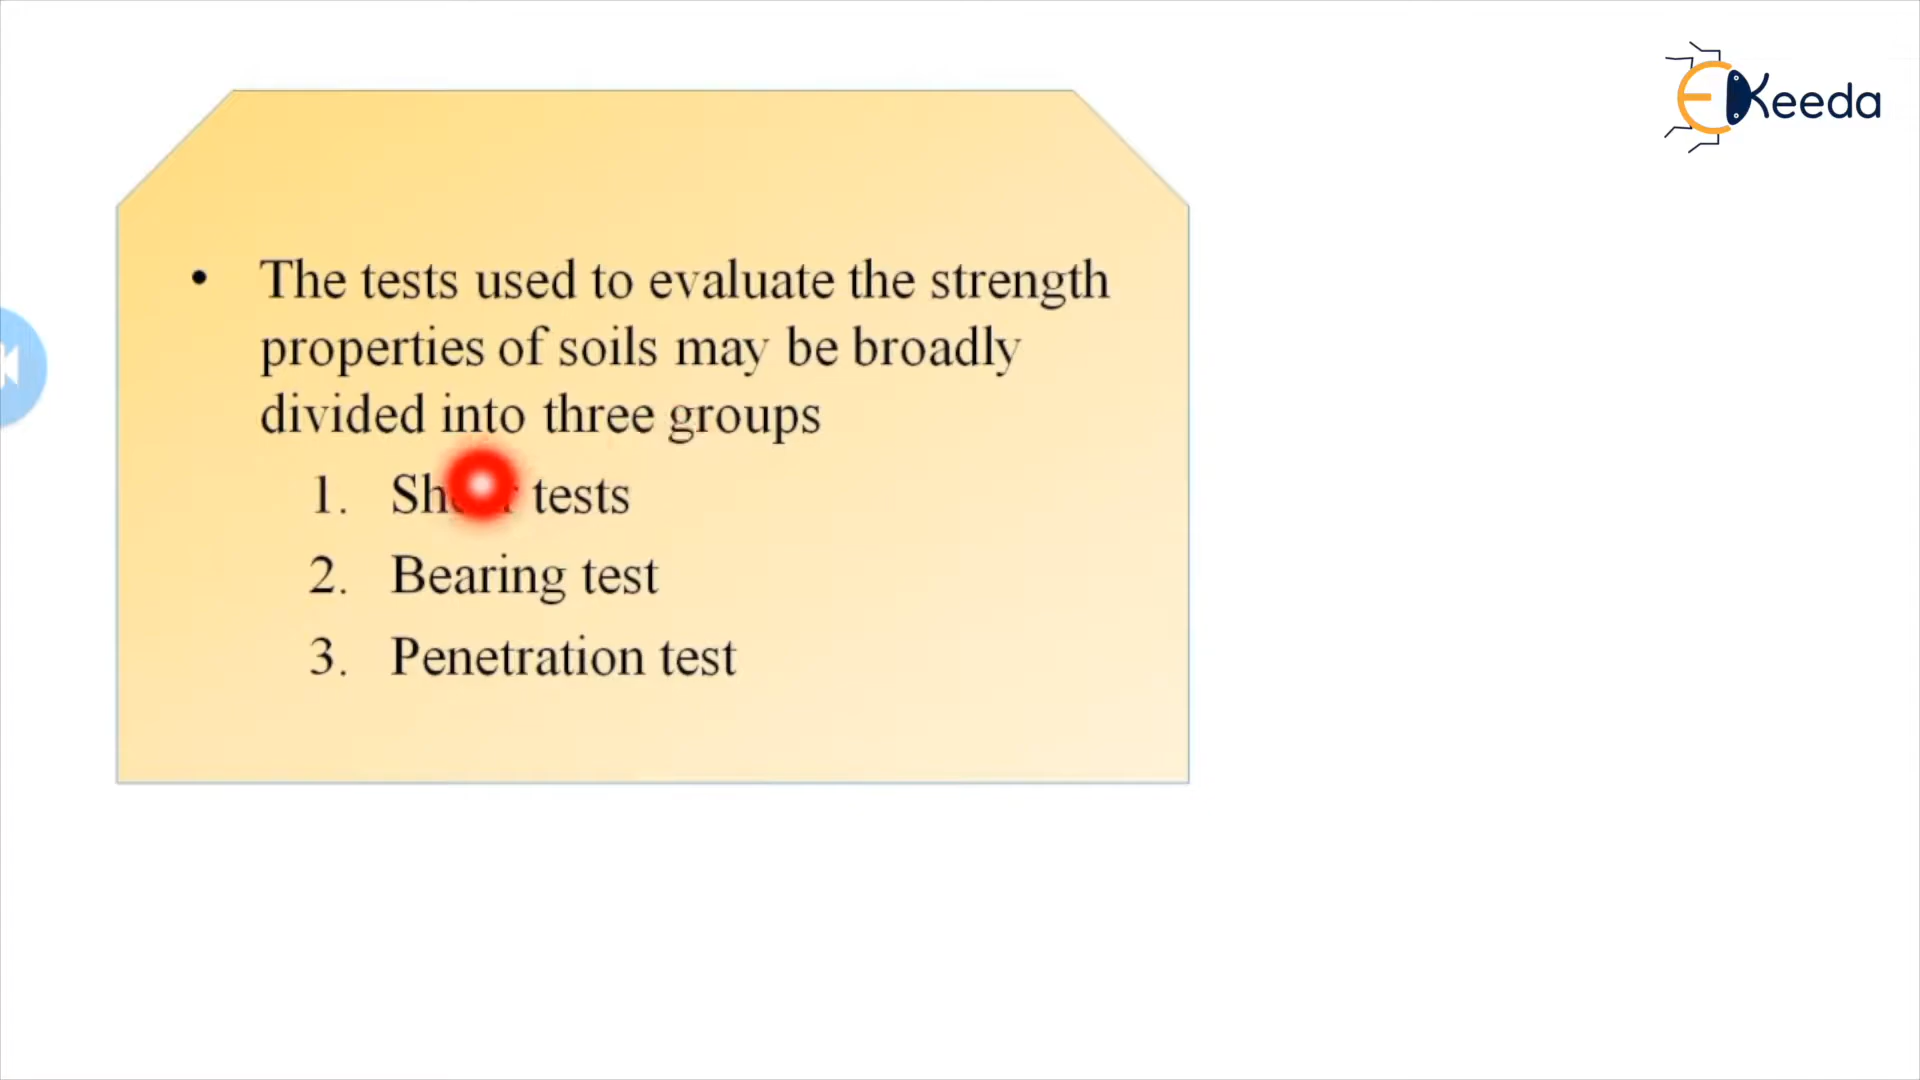 EKeeda
• The tests used to evaluate the strength
properties of soils may be broadly
divided into three groups
1. Shear tests
2. Bearing test
3. Penetration test